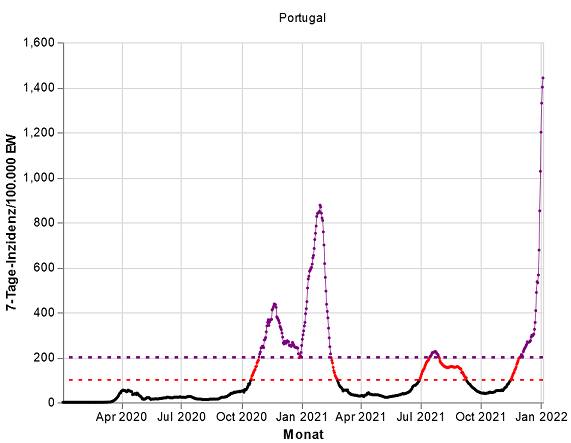 Portugal
7-Tage-Inzidenz/100.000 EW
1,600
1,400
1,200
1,000
800
600
400
200
0
Apr 2020 Jul 2020 Oct 2020 Jan 2021 Apr 2021 Jul 2021 Oct 2021 Jan 2022
Monat